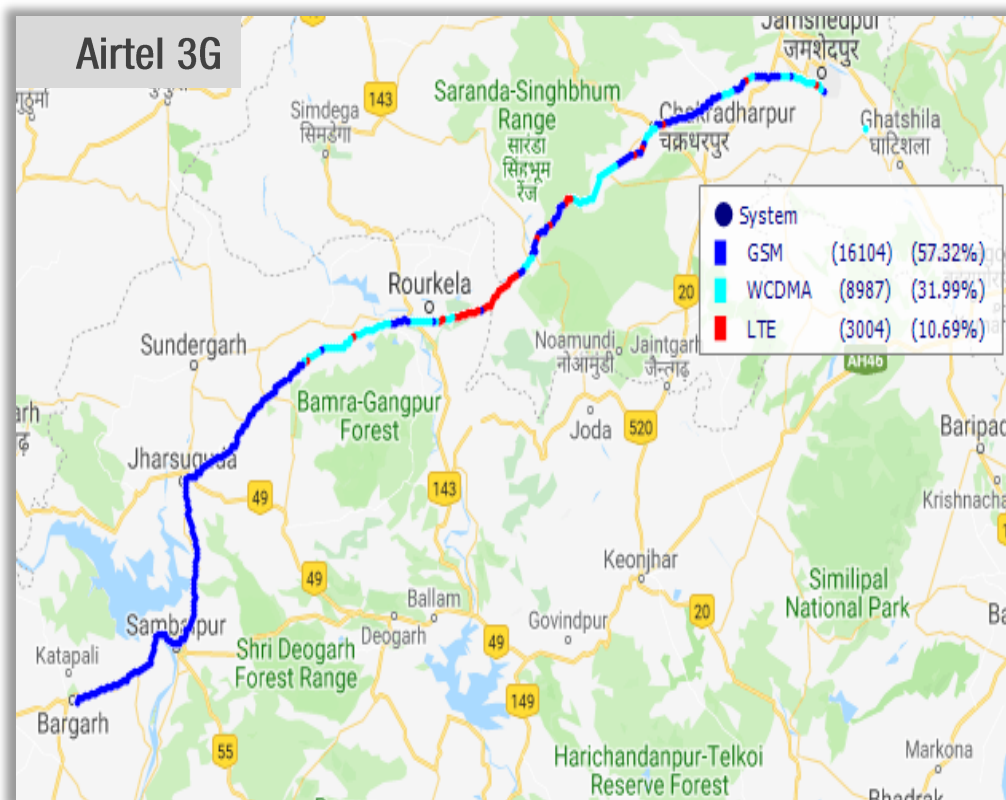 Airtel 3G
Jamshedpur
जमशेदपुर
143
Simdega
सिमडेगा
Saranda-Singhbhum
Range
सारंडा
सिंहभूम
रेंज
Chakradharpur
चक्रधरपुर
Ghatshila
घाटशिला
System
GSM (16104) (57.32%)
WCDMA (8987) (31.99%)
LTE (3004) (10.69%)
Rourkela
20
Sundergarh
Noamundi
नोआमुंडी
Jaintgarh
जैन्तगढ़
AH46
Bamra-Gangpur
Forest
Joda
520
Jharsuguda
49
143
Keonjhar
49
Similipal
National Park
20
Ballam
Deogarh
Govindpur
49
Sambalpur
Katapali
Shri Deogarh
Forest Range
Bargarh
149
55
Harichandanpur-Telkoi
Reserve Forest
Markona
Bhadrak